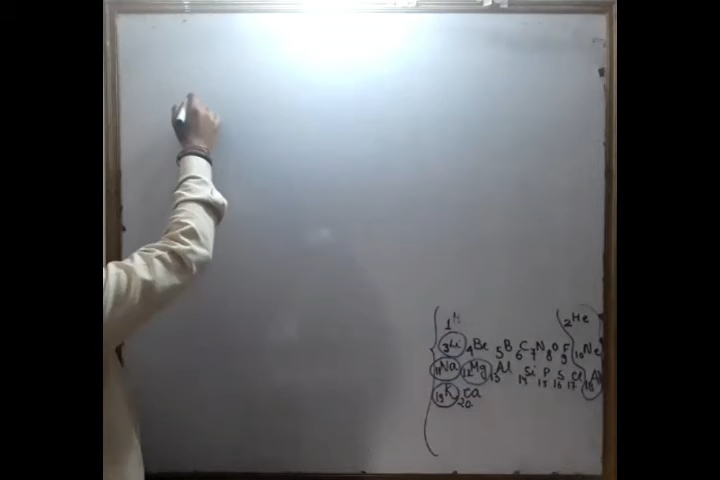 1H 2He
3Li 4Be 5B 6C 7N 8O 9F 10Ne
11Na 12Mg 13Al 14Si 15P 16S 17Cl 18A
19K 20Ca